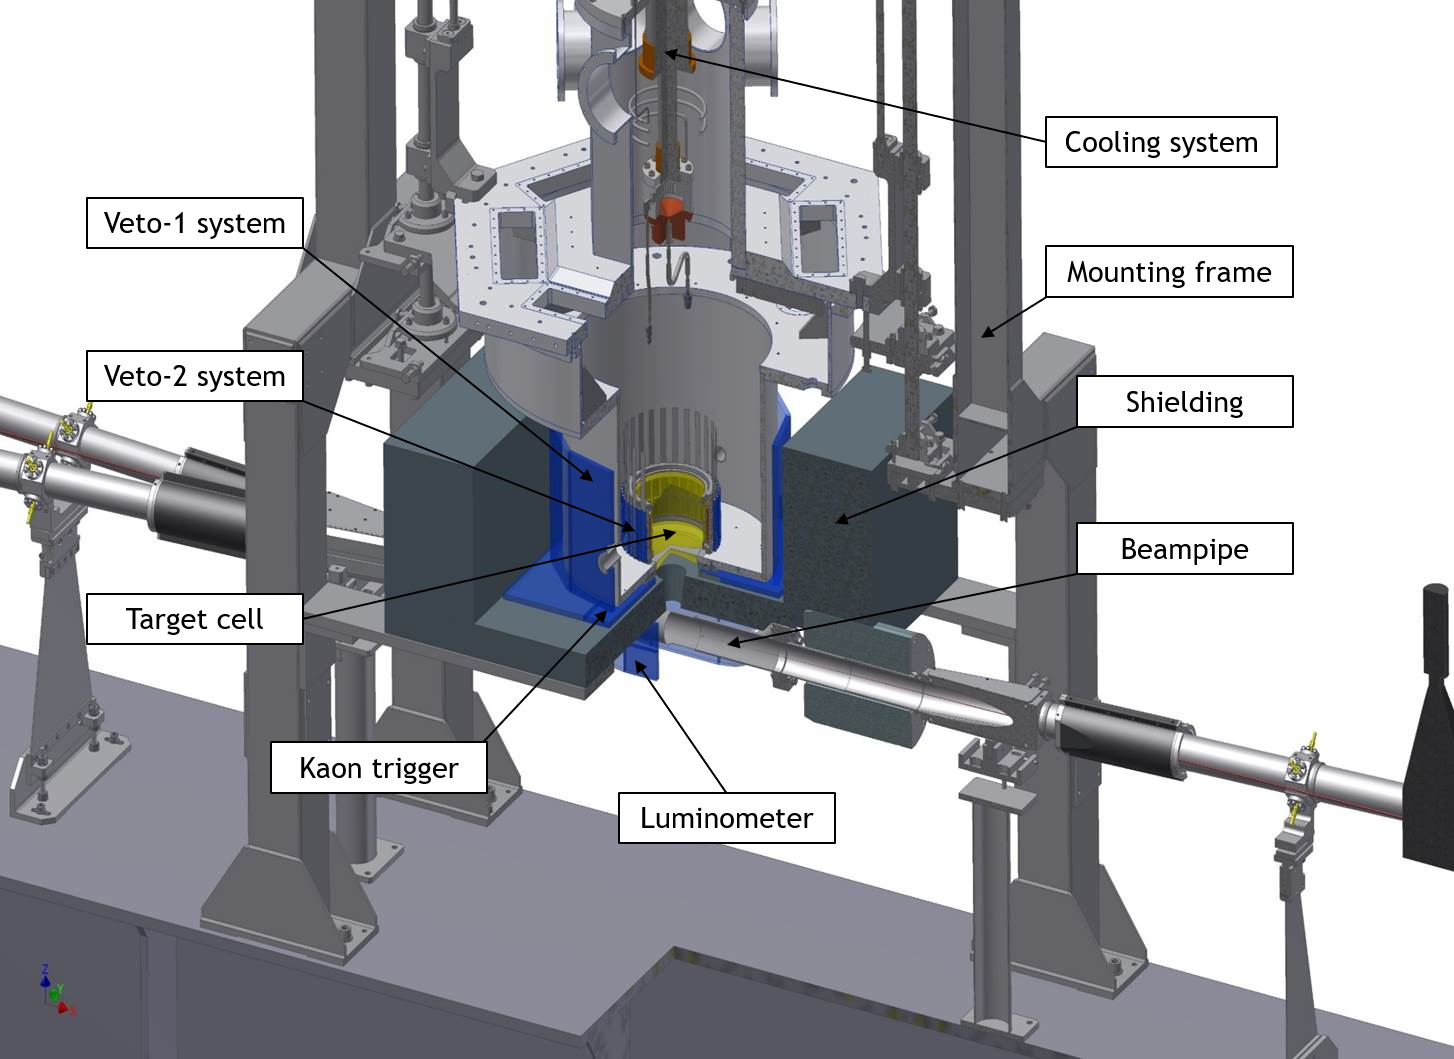 Cooling system
Veto-1 system
Mounting frame
Veto-2 system
Shielding
Beampipe
Target cell
Kaon trigger
Luminometer
Z
Y
X